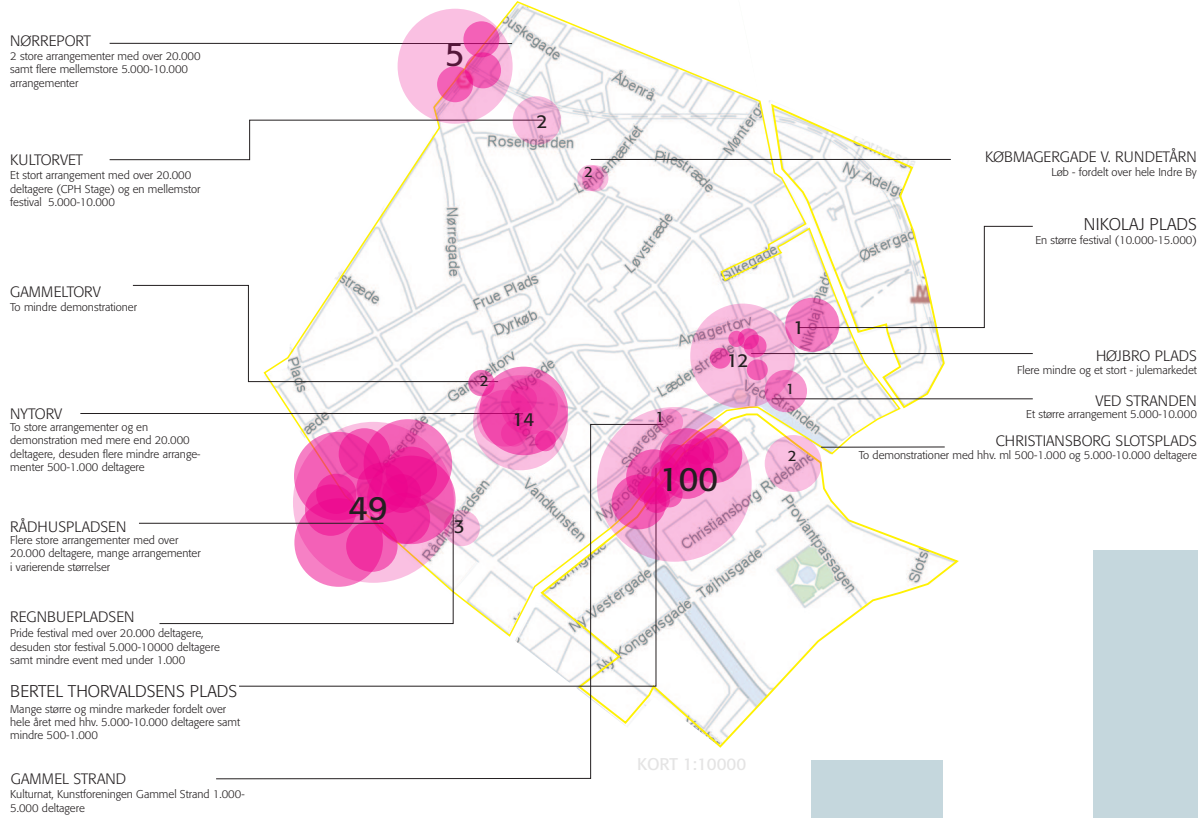 NØRREPORT
2 store arrangementer med over 20.000
samt flere mellemstore 5.000-10.000
arrangementer
KULTORVET
Et stort arrangement med over 20.000
deltagere (CPH Stage) og en mellemstor
festival 5.000-10.000
GAMMELTORV
To mindre demonstrationer
NYTORV
To store arrangementer og en
demonstration med mere end 20.000
deltagere, desuden flere mindre arrange-
menter 500-1.000 deltagere
RÅDHUSPLADSEN
Flere store arrangementer med over
20.000 deltagere, mange arrangementer
i varierende størrelser
REGNBUEPLADSEN
Pride festival med over 20.000 deltagere,
desuden stor festival 5.000-10000 deltagere
samt mindre event med under 1.000
BERTEL THORVALDSENS PLADS
Mange større og mindre markeder fordelt over
hele året med hhv. 5.000-10.000 deltagere samt
mindre 500-1.000
GAMMEL STRAND
Kulturnat, Kunstforeningen Gammel Strand 1.000-
5.000 deltagere
KØBMAGERGADE V. RUNDETÅRN
Løb - fordelt over hele Indre By
NIKOLAJ PLADS
En større festival (10.000-15.000)
HØJBRO PLADS
Flere mindre og et stort - julemarkedet
VED STRANDEN
Et større arrangement 5.000-10.000
CHRISTIANSBORG SLOTSPLADS
To demonstrationer med hhv. ml 500-1.000 og 5.000-10.000 deltagere
5
ouskegade
Åbenrå
2
Rosengården
Landemærket
2
Pilestræde
Mønterg
Ny Adelg
Nørregade
Løvstræde
Østergad
Silkegade
stræde
Frue Plads
Dyrkøb
Nikolaj Plads
1
Amagertorv
12
Læderstræde
Plads
Gammeltorv
2
Nygade
14
1
Ved Stranden
1
Snaregade
æde
49
3
Rådhuspladsen
Vandkunsten
Nybrogade
100
2
Christiansborg Ridebane
Proviantpassagen
Slots
Ny Vestergade
Tøjhusgade
Ny Kongensgade
KORT 1:10000